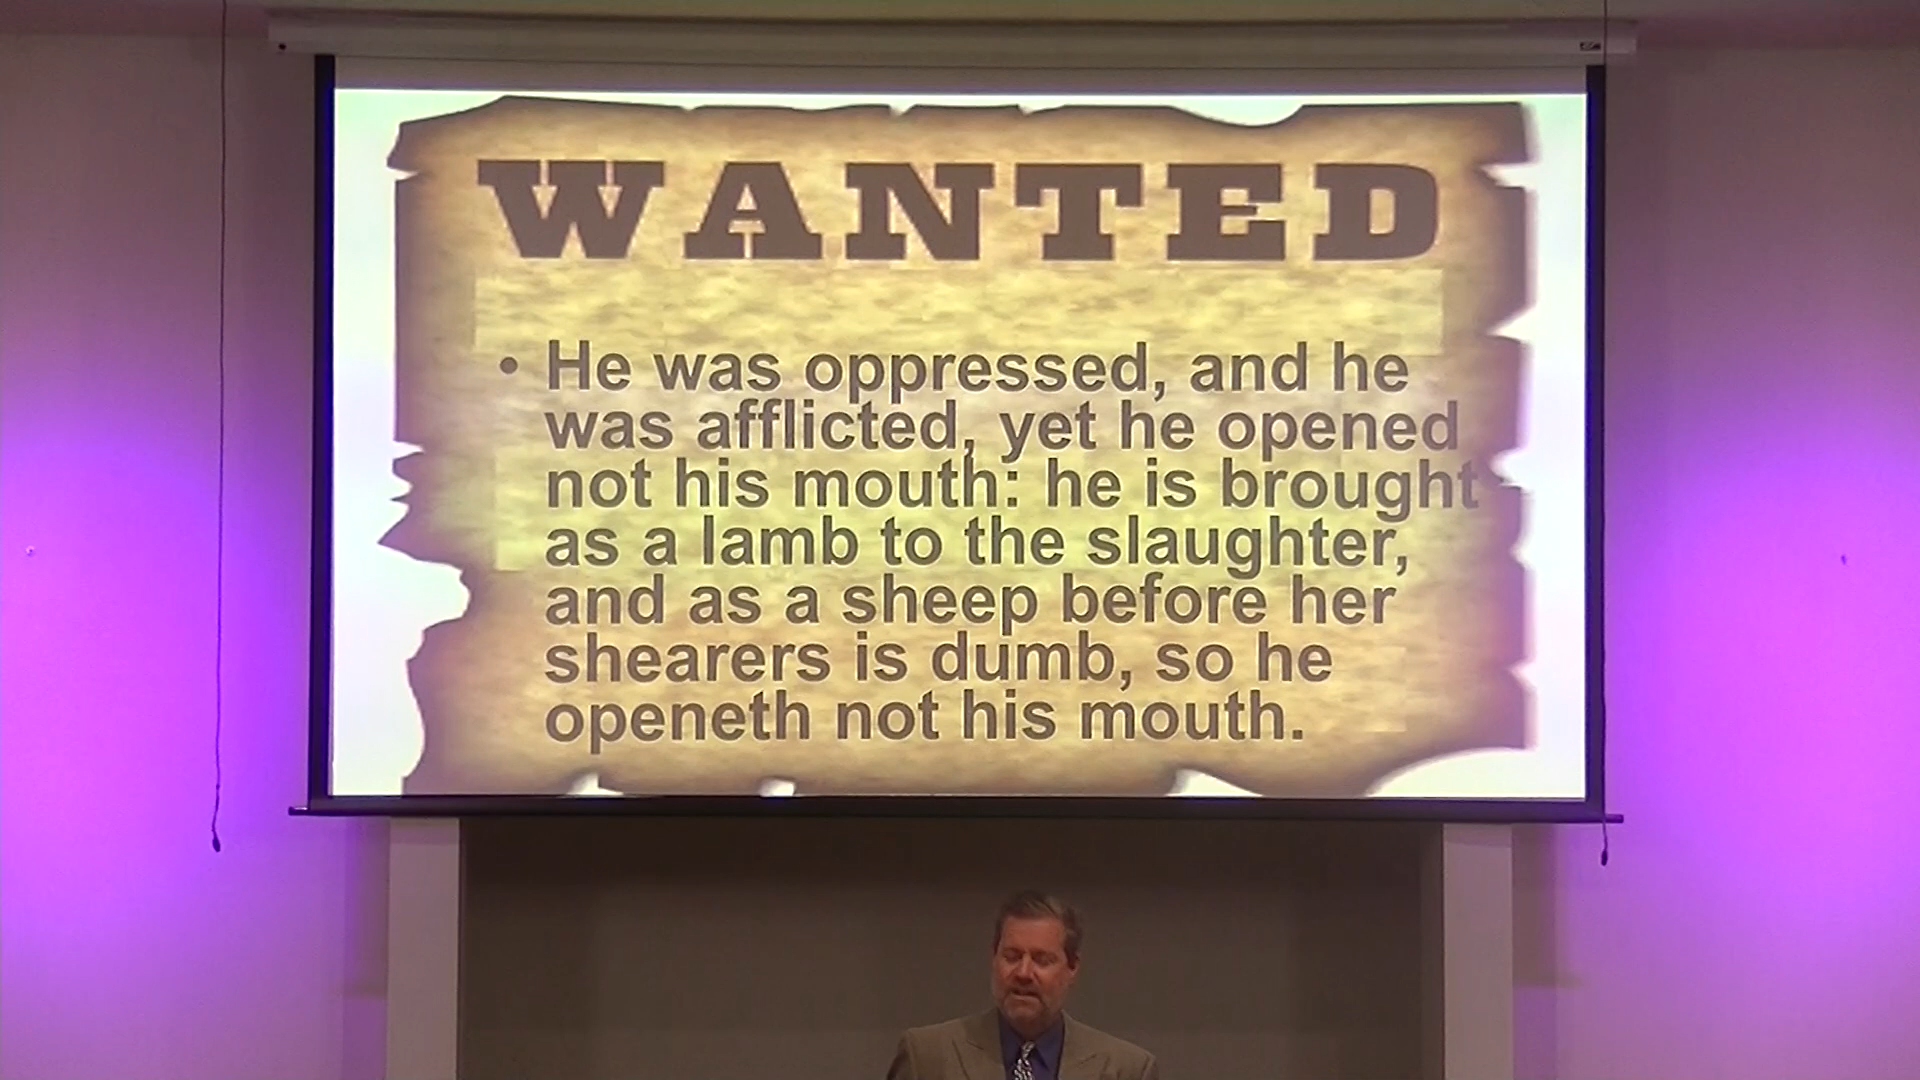 WANTED
• He was oppressed, and he
was afflicted, yet he opened
not his mouth: he is brought
as a lamb to the slaughter,
and as a sheep before her
shearers is dumb, so he
openeth not his mouth.